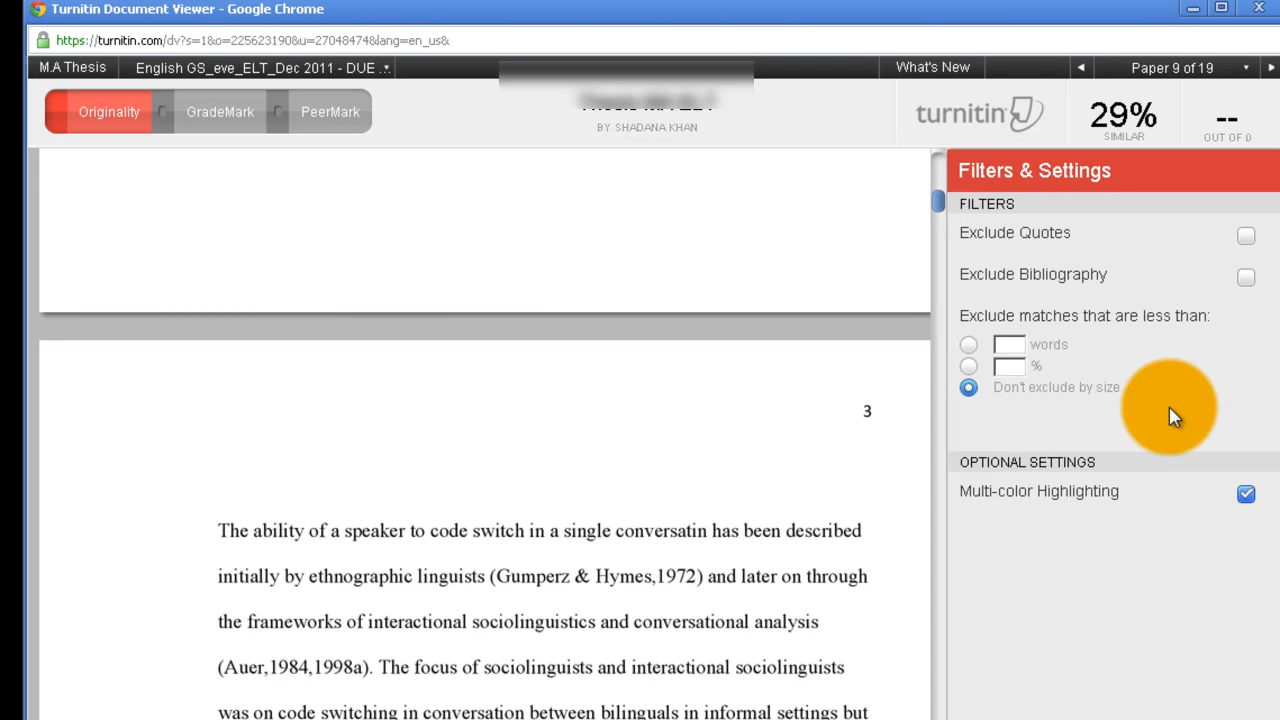 Turnitin Document Viewer - Google Chrome
https://turnitin.com/dv?s=1&o=225623190&u=27048474&lang=en_us&
M.A Thesis English GS_eve_ELT_Dec 2011 - DUE ... What's New Paper 9 of 19
Originality GradeMark PeerMark
BY SHADANA KHAN
turnitin
29%
SIMILAR
--
OUT OF 0
Filters & Settings
FILTERS
Exclude Quotes
Exclude Bibliography
Exclude matches that are less than:
words
%
Don't exclude by size
OPTIONAL SETTINGS
Multi-color Highlighting
3
The ability of a speaker to code switch in a single conversatin has been described
initially by ethnographic linguists (Gumperz & Hymes,1972) and later on through
the frameworks of interactional sociolinguistics and conversational analysis
(Auer,1984,1998a). The focus of sociolinguists and interactional sociolinguists
was on code switching in conversation between bilinguals in informal settings but